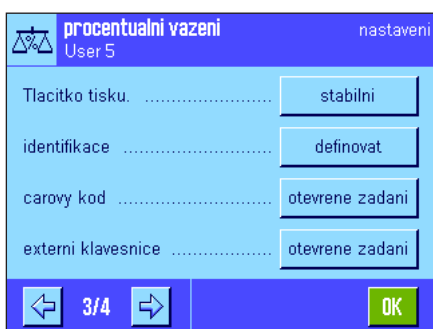 procentualni vazeni nastaveni
User 5
Tlacitko tisku. ........................ stabilni
identifikace ............................ definovat
carovy kod ............................. otevrene zadani
externi klavesnice ................... otevrene zadani
3/4 OK